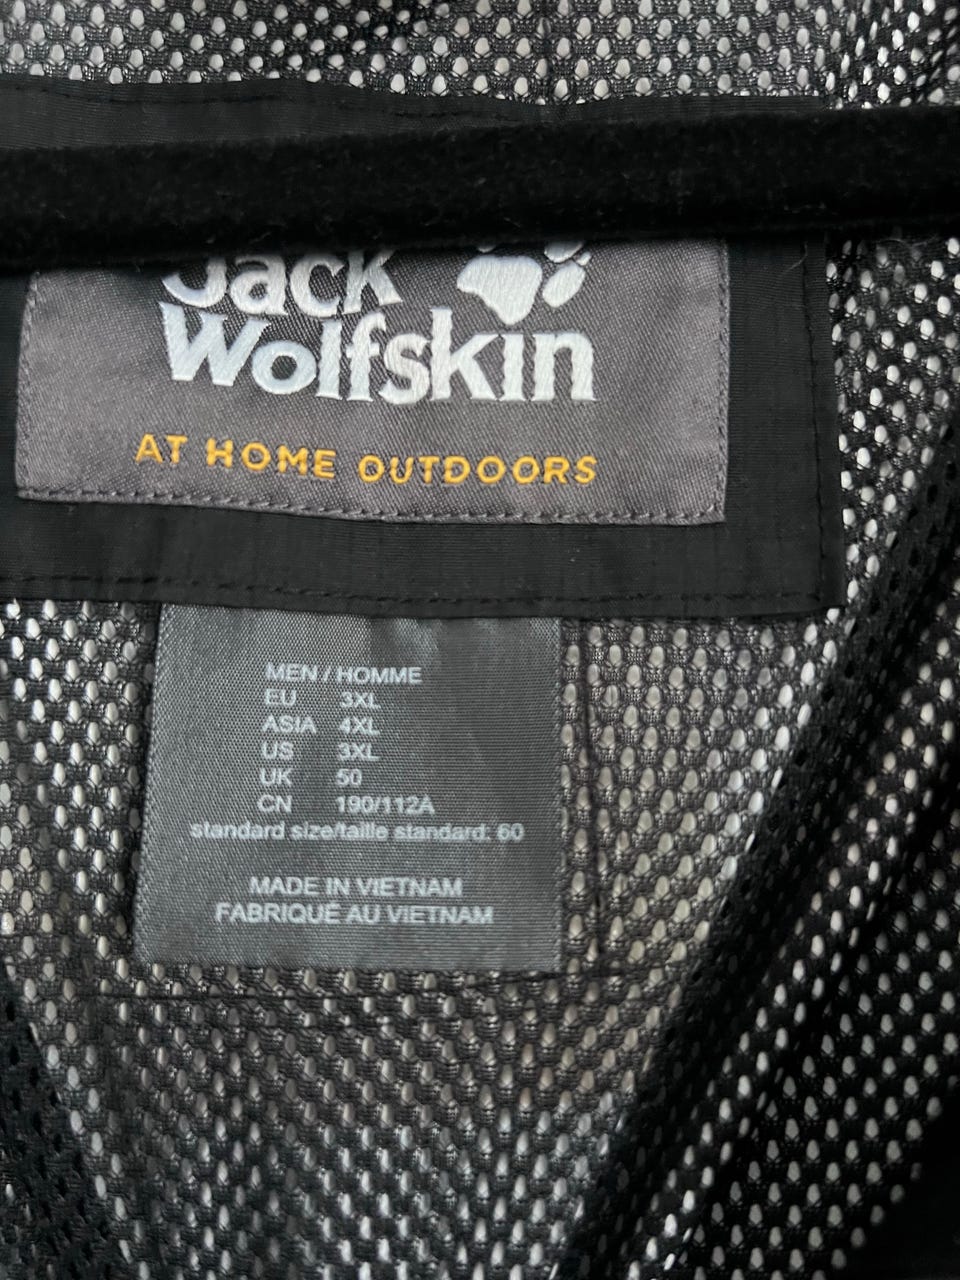 Jack
Wolfskin
AT HOME OUTDOORS
MEN / HOMME
EU 3XL
ASIA 4XL
US 3XL
UK 50
CN 190/112A
standard size/taille standard: 60
MADE IN VIETNAM
FABRIQUÉ AU VIETNAM